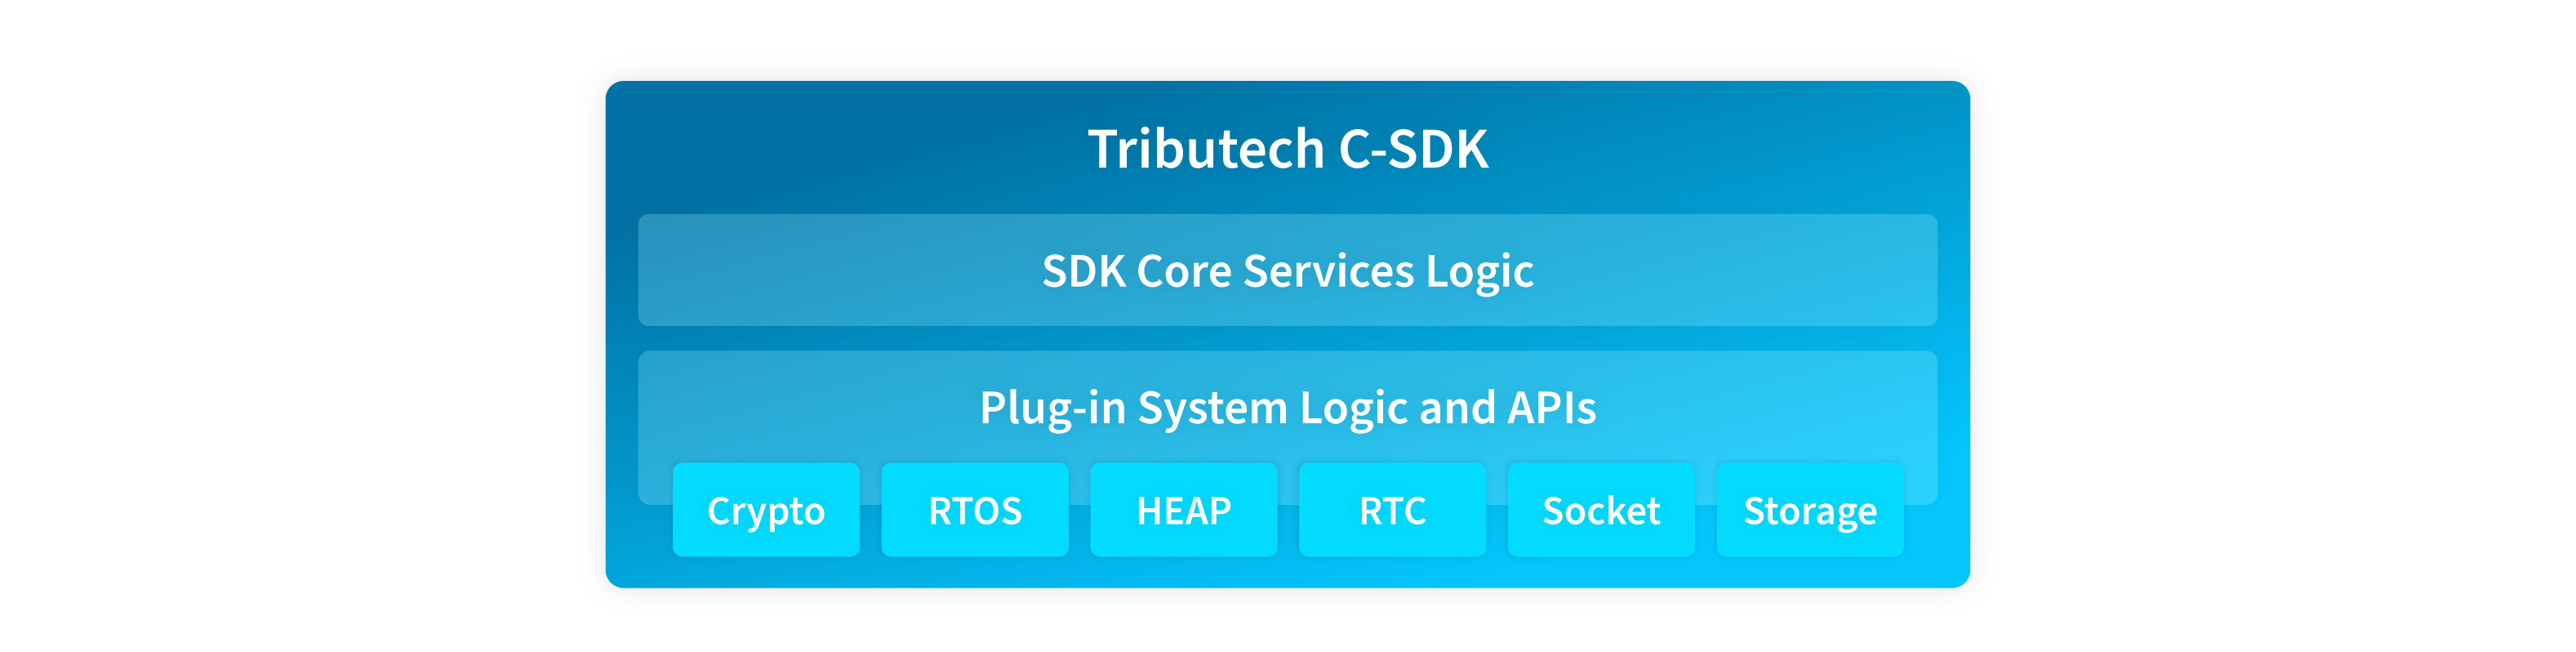 Tributech C-SDK
SDK Core Services Logic
Plug-in System Logic and APIs
Crypto
RTOS
HEAP
RTC
Socket
Storage